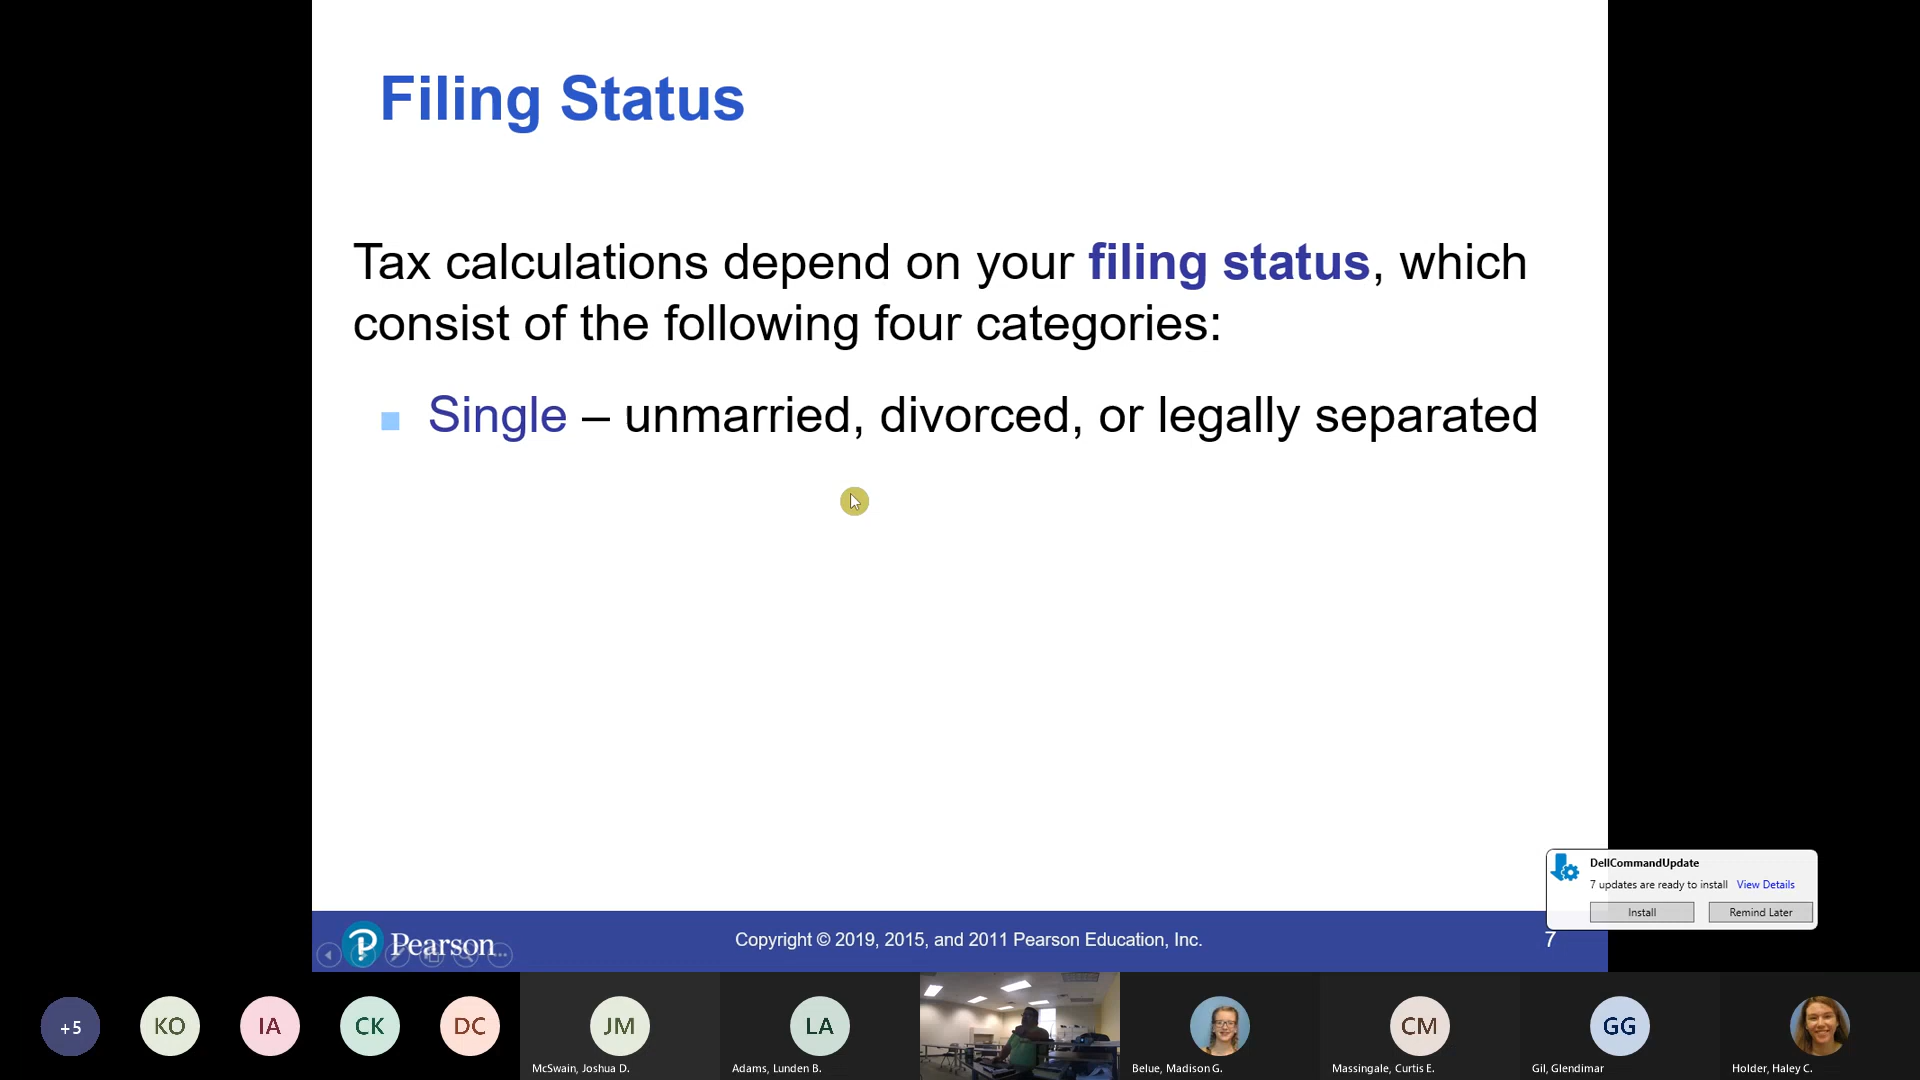 Filing Status
Tax calculations depend on your filing status, which
consist of the following four categories:
Single – unmarried, divorced, or legally separated
DellCommandUpdate
7 updates are ready to install View Details
Install Remind Later
Pearson
Copyright © 2019, 2015, and 2011 Pearson Education, Inc.
7
+5 KO IA CK DC JM LA CM GG
McSwain, Joshua D. Adams, Lunden B. Belue, Madison G. Massingale, Curtis E. Gil, Glendimar Holder, Haley C.